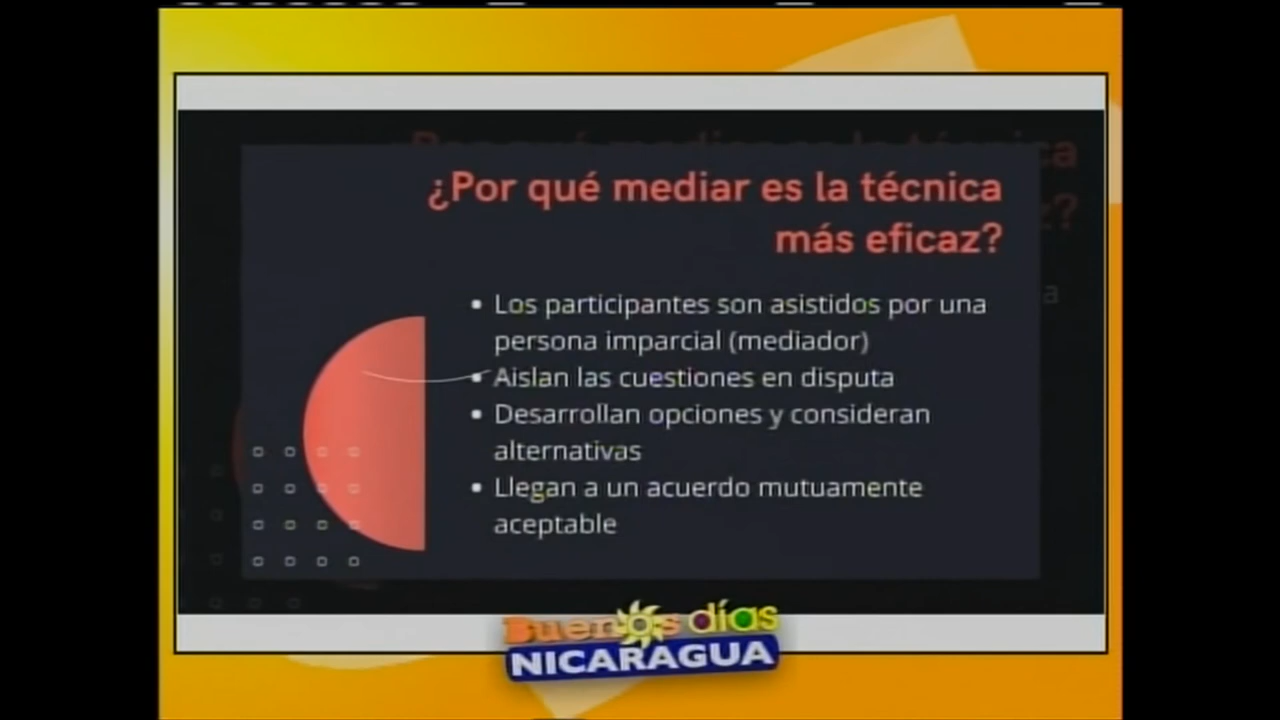 ¿Por qué mediar es la técnica
más eficaz?
• Los participantes son asistidos por una
persona imparcial (mediador)
• Aislan las cuestiones en disputa
• Desarrollan opciones y consideran
alternativas
• Llegan a un acuerdo mutuamente
aceptable
Buenos días
NICARAGUA